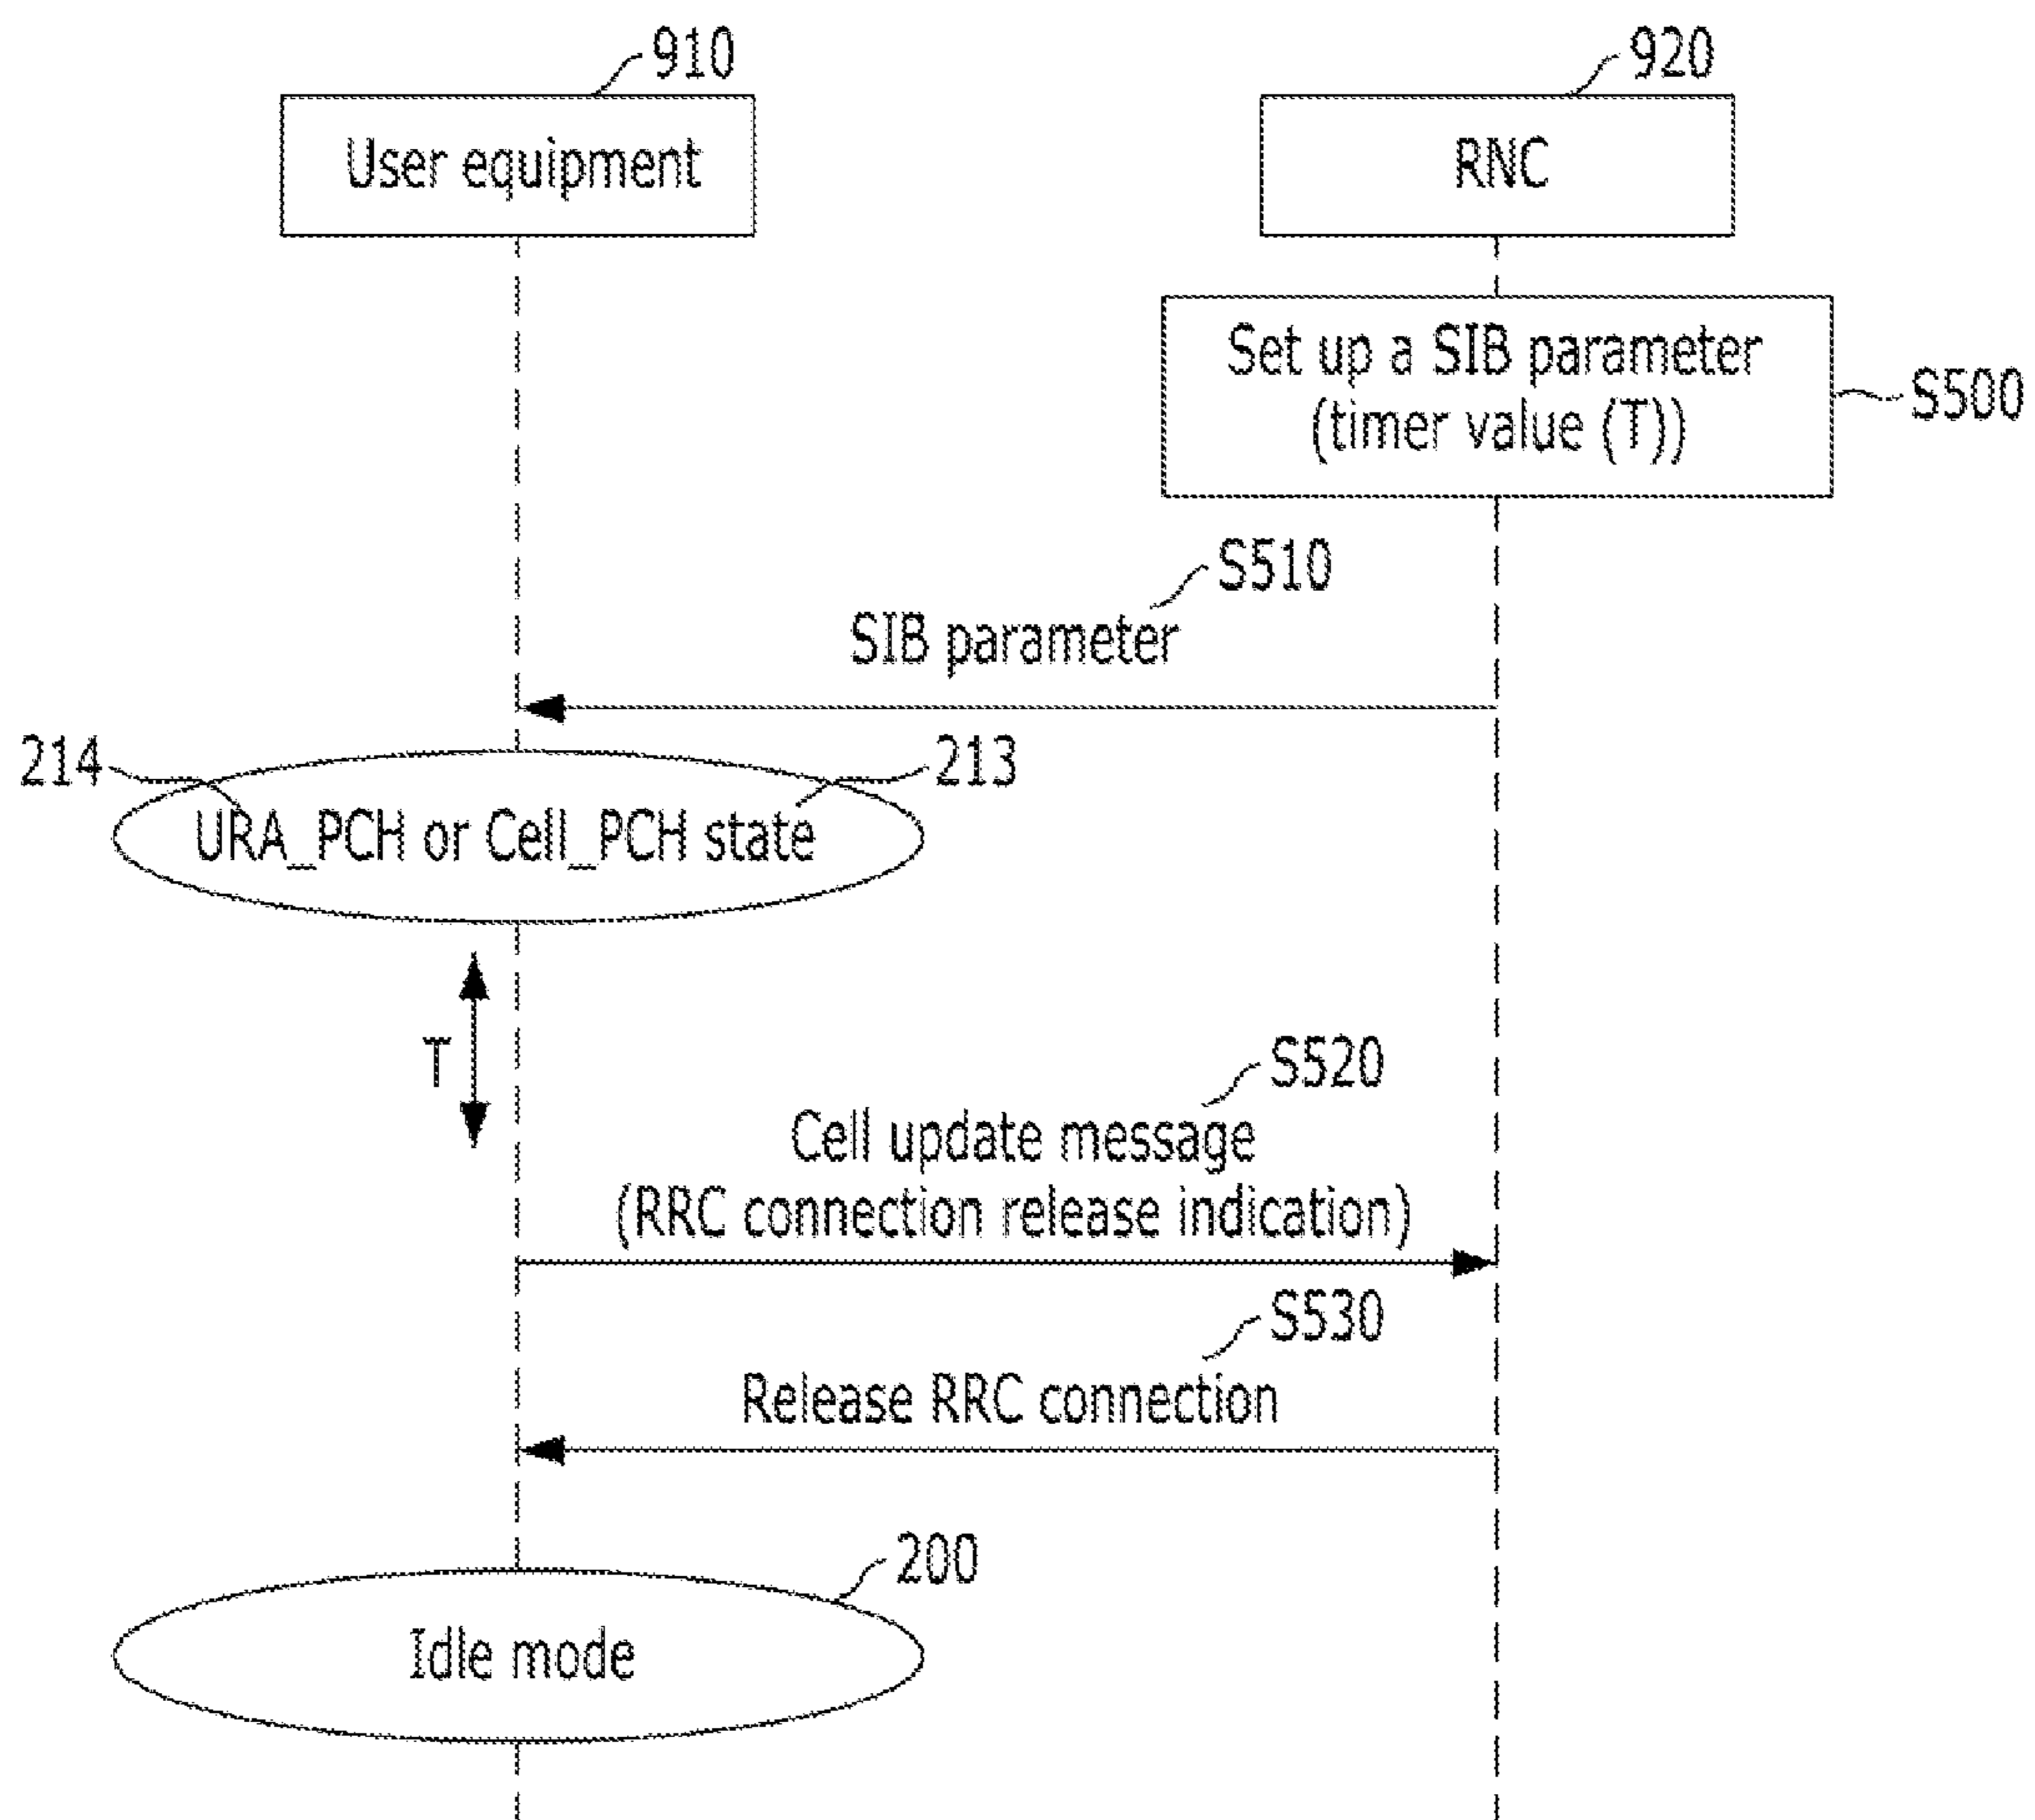 910
920
User equipment
RNC
Set up a SIB parameter
(timer value (T))
S500
S510
SIB parameter
214
213
URA_PCH or Cell_PCH state
T
S520
Cell update message
(RRC connection release indication)
S530
Release RRC connection
200
Idle mode